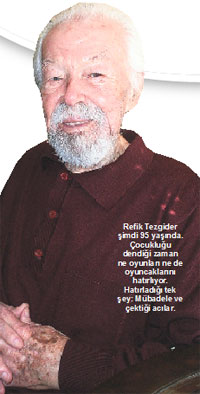 Refik Tezgider
şimdi 95 yaşında.
Çocukluğu
dendiği zaman
ne oyunları ne de
oyuncaklarını
hatırlıyor.
Hatırladığı tek
şey: Mübadele ve
çektiği acılar.